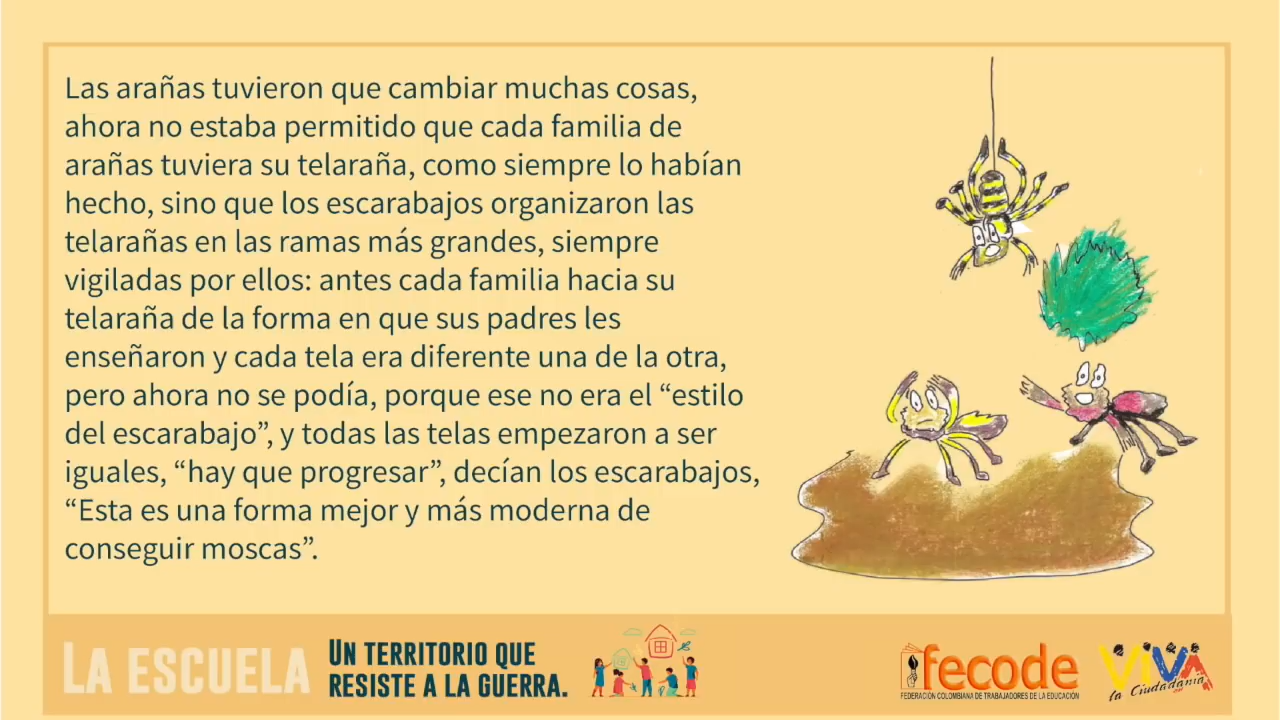 Las arañas tuvieron que cambiar muchas cosas,
ahora no estaba permitido que cada familia de
arañas tuviera su telaraña, como siempre lo habían
hecho, sino que los escarabajos organizaron las
telarañas en las ramas más grandes, siempre
vigiladas por ellos: antes cada familia hacia su
telaraña de la forma en que sus padres les
enseñaron y cada tela era diferente una de la otra,
pero ahora no se podía, porque ese no era el “estilo
del escarabajo”, y todas las telas empezaron a ser
iguales, “hay que progresar”, decían los escarabajos,
“Esta es una forma mejor y más moderna de
conseguir moscas”.
LA ESCUELA
UN TERRITORIO QUE
RESISTE A LA GUERRA.
fecode
FEDERACIÓN COLOMBIANA DE TRABAJADORES DE LA EDUCACIÓN
VIVA
la Ciudadanía